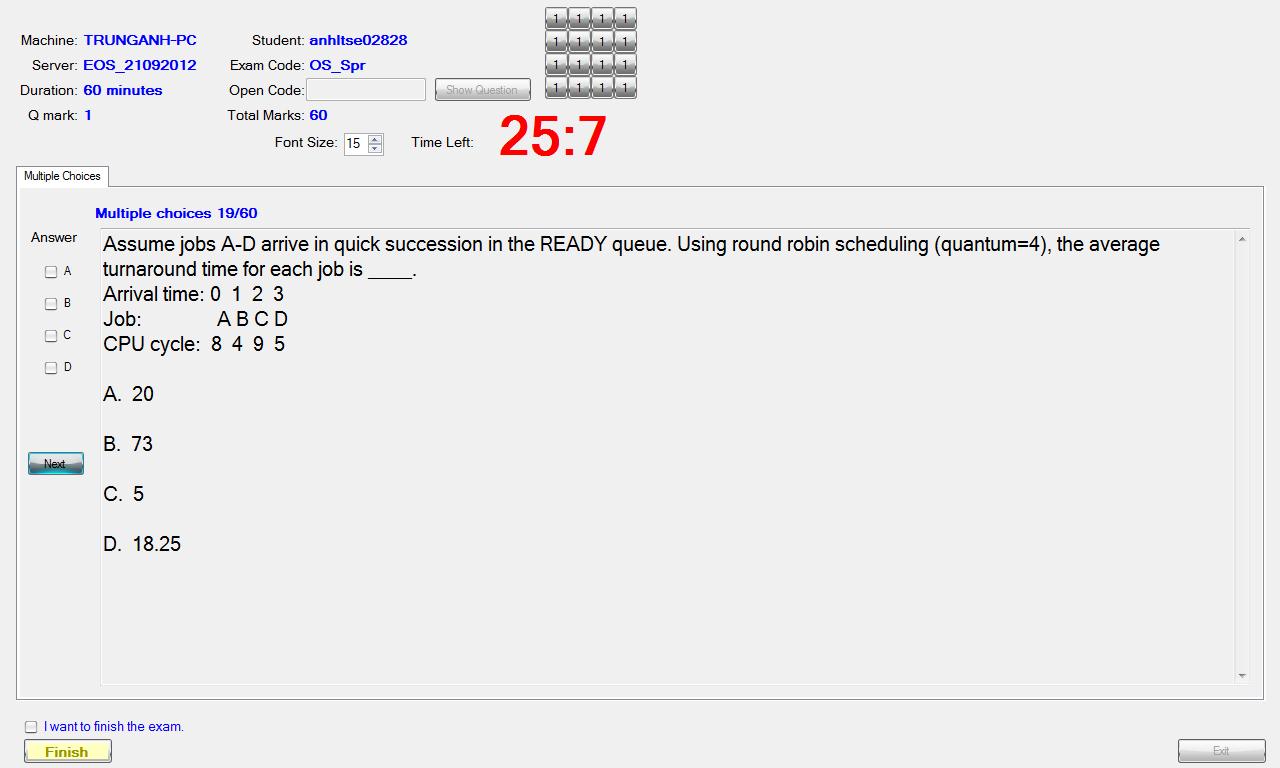 Machine: TRUNGANH-PC Student: anhltse02828
Server: EOS_21092012 Exam Code: OS_Spr
Duration: 60 minutes Open Code: Show Question
Q mark: 1 Total Marks: 60
1 1 1 1
1 1 1 1
1 1 1 1
1 1 1 1
Font Size: 15 Time Left: 25:7
Multiple Choices
Multiple choices 19/60
Answer
A
B
C
D
Next
Assume jobs A-D arrive in quick succession in the READY queue. Using round robin scheduling (quantum=4), the average
turnaround time for each job is ____.
Arrival time: 0 1 2 3
Job: A B C D
CPU cycle: 8 4 9 5
A. 20
B. 73
C. 5
D. 18.25
I want to finish the exam.
Finish
Exit